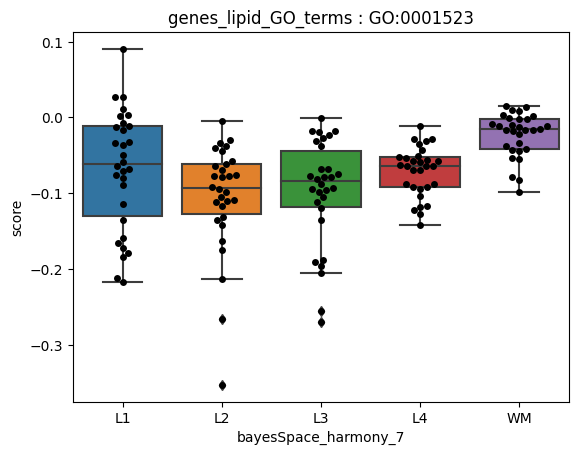 genes_lipid_GO_terms : GO:0001523
0.1
0.0
−0.1
−0.2
−0.3
score
L1 L2 L3 L4 WM
bayesSpace_harmony_7